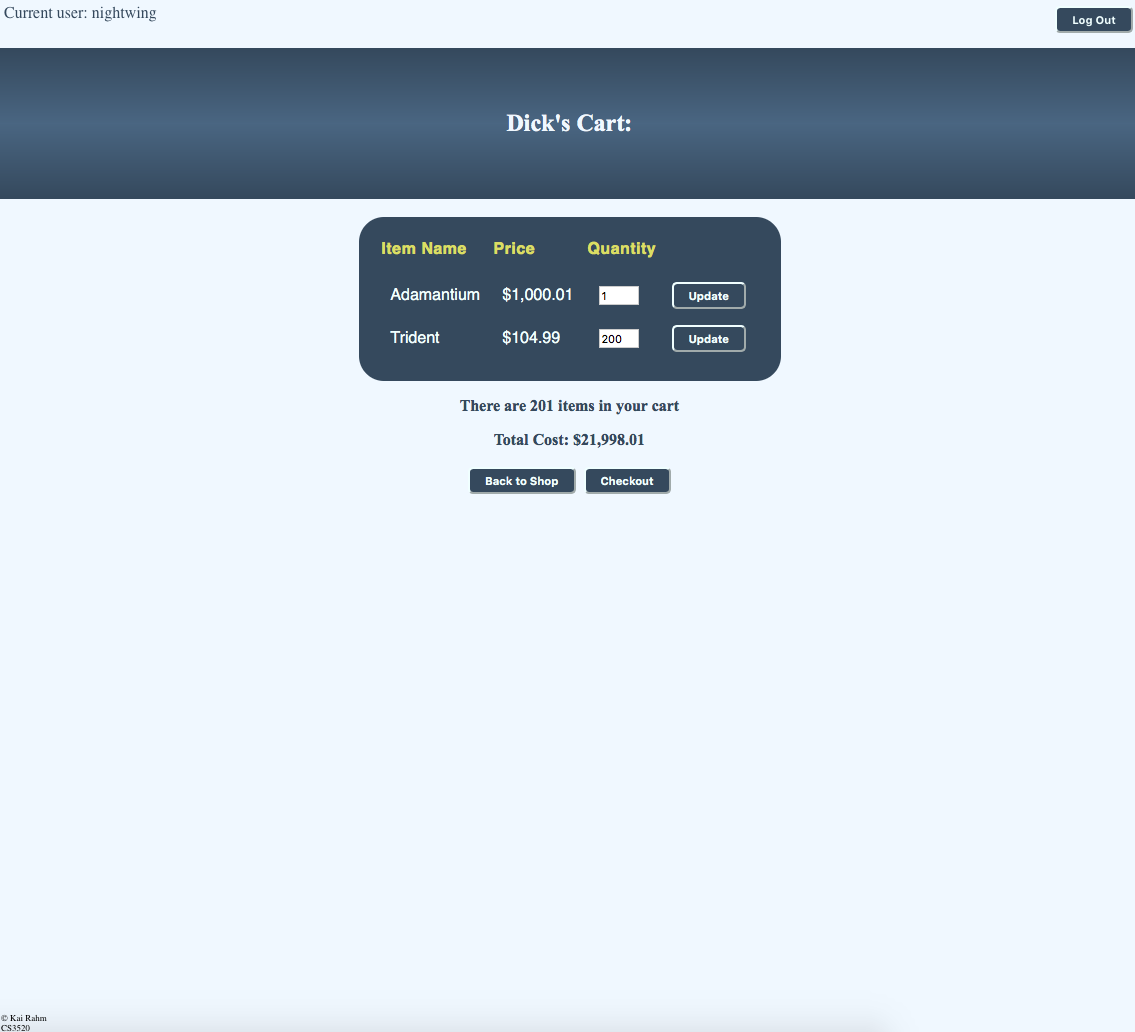 Current user: nightwing
Log Out
Dick's Cart:
Item Name Price Quantity
Adamantium $1,000.01 1 Update
Trident $104.99 200 Update
There are 201 items in your cart
Total Cost: $21,998.01
Back to Shop Checkout
© Kai Rahm
CS3520